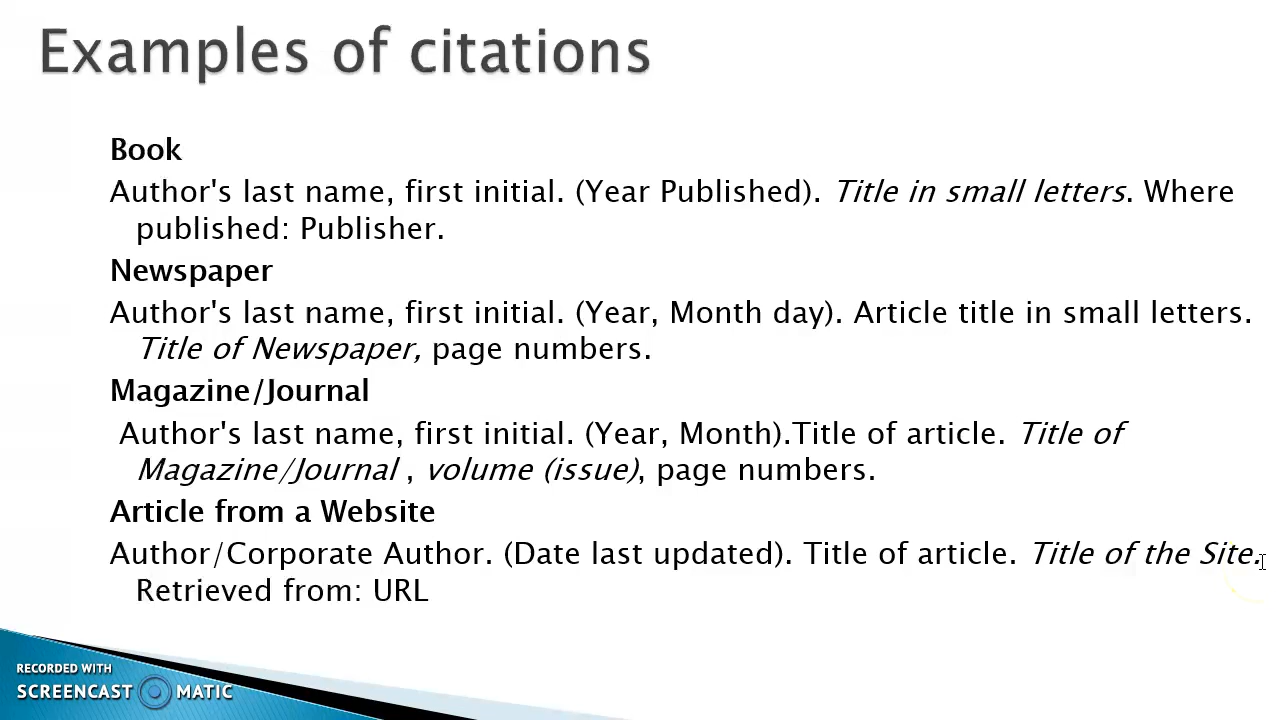 Examples of citations
Book
Author's last name, first initial. (Year Published). Title in small letters. Where
published: Publisher.
Newspaper
Author's last name, first initial. (Year, Month day). Article title in small letters.
Title of Newspaper, page numbers.
Magazine/Journal
Author's last name, first initial. (Year, Month).Title of article. Title of
Magazine/Journal , volume (issue), page numbers.
Article from a Website
Author/Corporate Author. (Date last updated). Title of article. Title of the Site.
Retrieved from: URL
RECORDED WITH
SCREENCAST MATIC